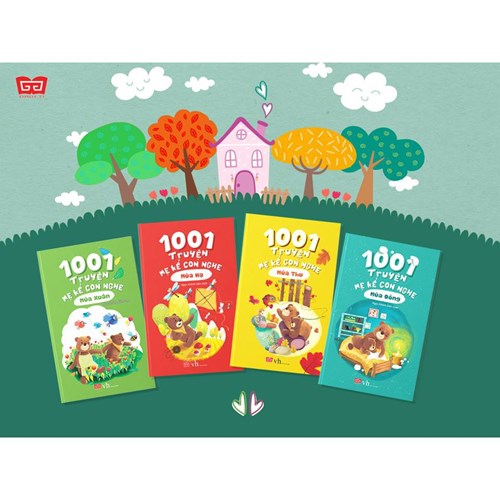 1001
TRUYỆN
MẸ KỂ CON NGHE
MÙA XUÂN
1001
TRUYỆN
MẸ KỂ CON NGHE
MÙA HẠ
1001
TRUYỆN
MẸ KỂ CON NGHE
MÙA THU
1001
TRUYỆN
MẸ KỂ CON NGHE
MÙA ĐÔNG